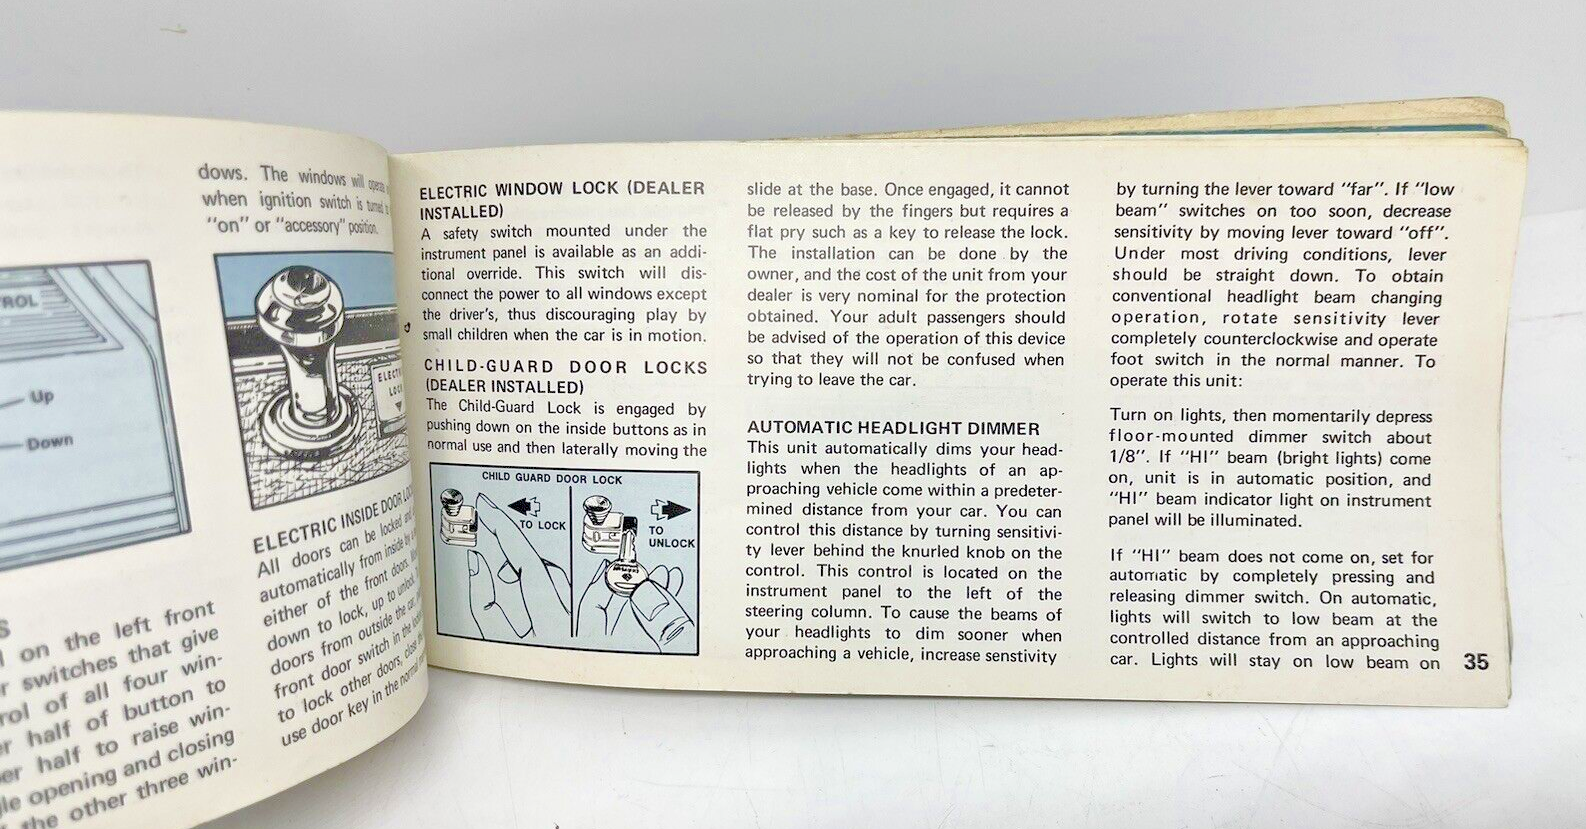 dows. The windows will operate
when ignition switch is turned to
"on" or "accessory" position.
ROL
Up
Down
ELECTRIC
LOCK
S
on the left front
switches that give
rol of all four win-
half of button to
per half to raise win-
gle opening and closing
the other three win-
ELECTRIC INSIDE DOOR LOC
All doors can be locked and
automatically from inside by
either of the front doors.
down to lock, up to unlock.
doors from outside the car,
front door switch in the
to lock other doors, close
use door key in the normal
ELECTRIC WINDOW LOCK (DEALER
INSTALLED)
A safety switch mounted under the
instrument panel is available as an addi-
tional override. This switch will dis-
connect the power to all windows except
the driver's, thus discouraging play by
small children when the car is in motion.
CHILD-GUARD DOOR LOCKS
(DEALER INSTALLED)
The Child-Guard Lock is engaged by
pushing down on the inside buttons as in
normal use and then laterally moving the
CHILD GUARD DOOR LOCK
TO LOCK
TO
UNLOCK
slide at the base. Once engaged, it cannot
be released by the fingers but requires a
flat pry such as a key to release the lock.
The installation can be done by the
owner, and the cost of the unit from your
dealer is very nominal for the protection
obtained. Your adult passengers should
be advised of the operation of this device
so that they will not be confused when
trying to leave the car.
AUTOMATIC HEADLIGHT DIMMER
This unit automatically dims your head-
lights when the headlights of an ap-
proaching vehicle come within a predeter-
mined distance from your car. You can
control this distance by turning sensitivi-
ty lever behind the knurled knob on the
control. This control is located on the
instrument panel to the left of the
steering column. To cause the beams of
your headlights to dim sooner when
approaching a vehicle, increase senstivity
by turning the lever toward "far". If "low
beam" switches on too soon, decrease
sensitivity by moving lever toward "off".
Under most driving conditions, lever
should be straight down. To obtain
conventional headlight beam changing
operation, rotate sensitivity lever
completely counterclockwise and operate
foot switch in the normal manner. To
operate this unit:
Turn on lights, then momentarily depress
floor-mounted dimmer switch about
1/8". If "HI" beam (bright lights) come
on, unit is in automatic position, and
"HI" beam indicator light on instrument
panel will be illuminated.
If "HI" beam does not come on, set for
automatic by completely pressing and
releasing dimmer switch. On automatic,
lights will switch to low beam at the
controlled distance from an approaching
car. Lights will stay on low beam on
35